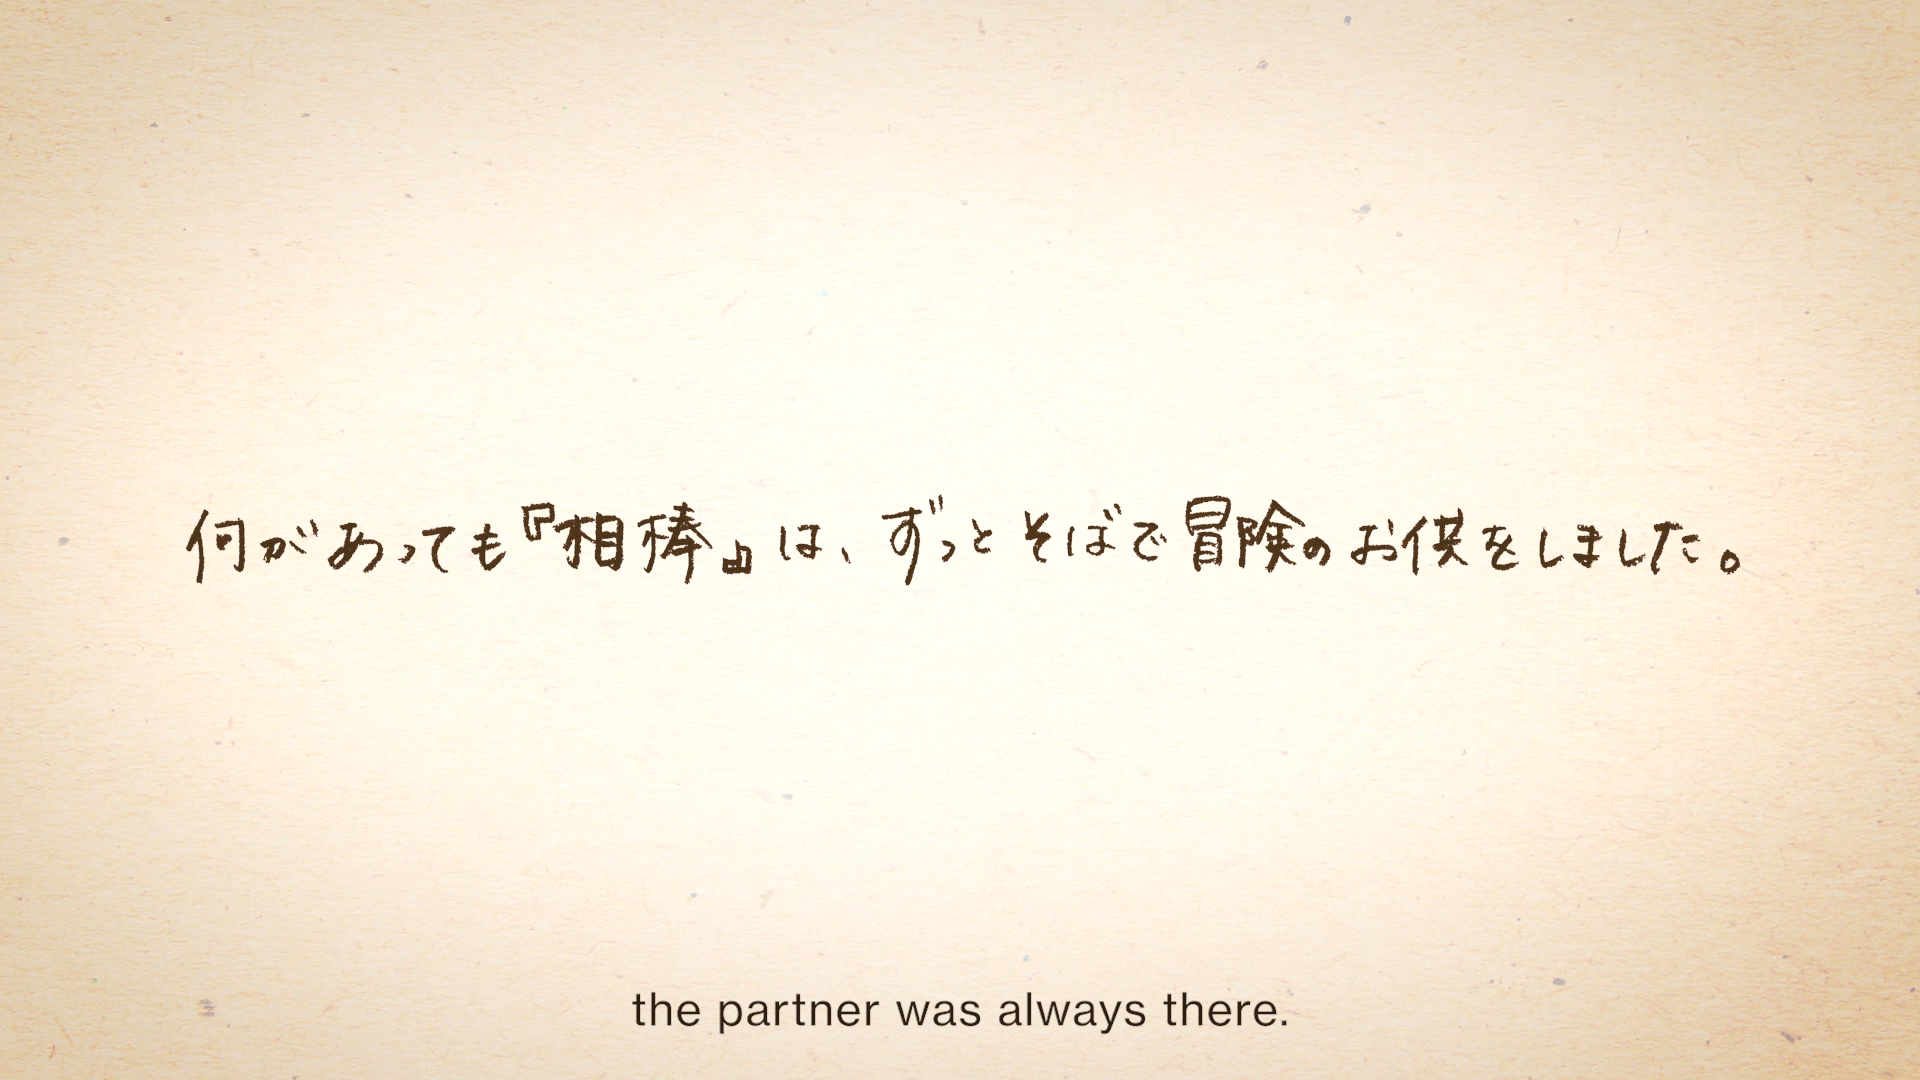 何があっても『相棒』は、ずっとそばで冒険のお供をしました。
the partner was always there.